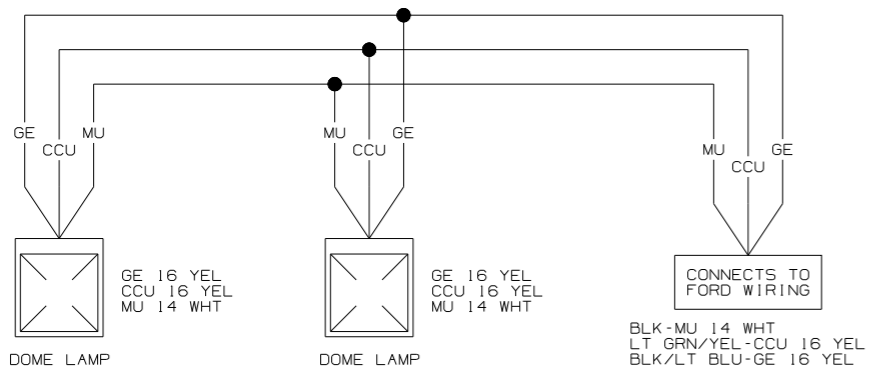 GE
CCU
MU
MU
CCU
GE
MU
CCU
GE
GE 16 YEL
CCU 16 YEL
MU 14 WHT
DOME LAMP
GE 16 YEL
CCU 16 YEL
MU 14 WHT
DOME LAMP
CONNECTS TO
FORD WIRING
BLK-MU 14 WHT
LT GRN/YEL-CCU 16 YEL
BLK/LT BLU-GE 16 YEL